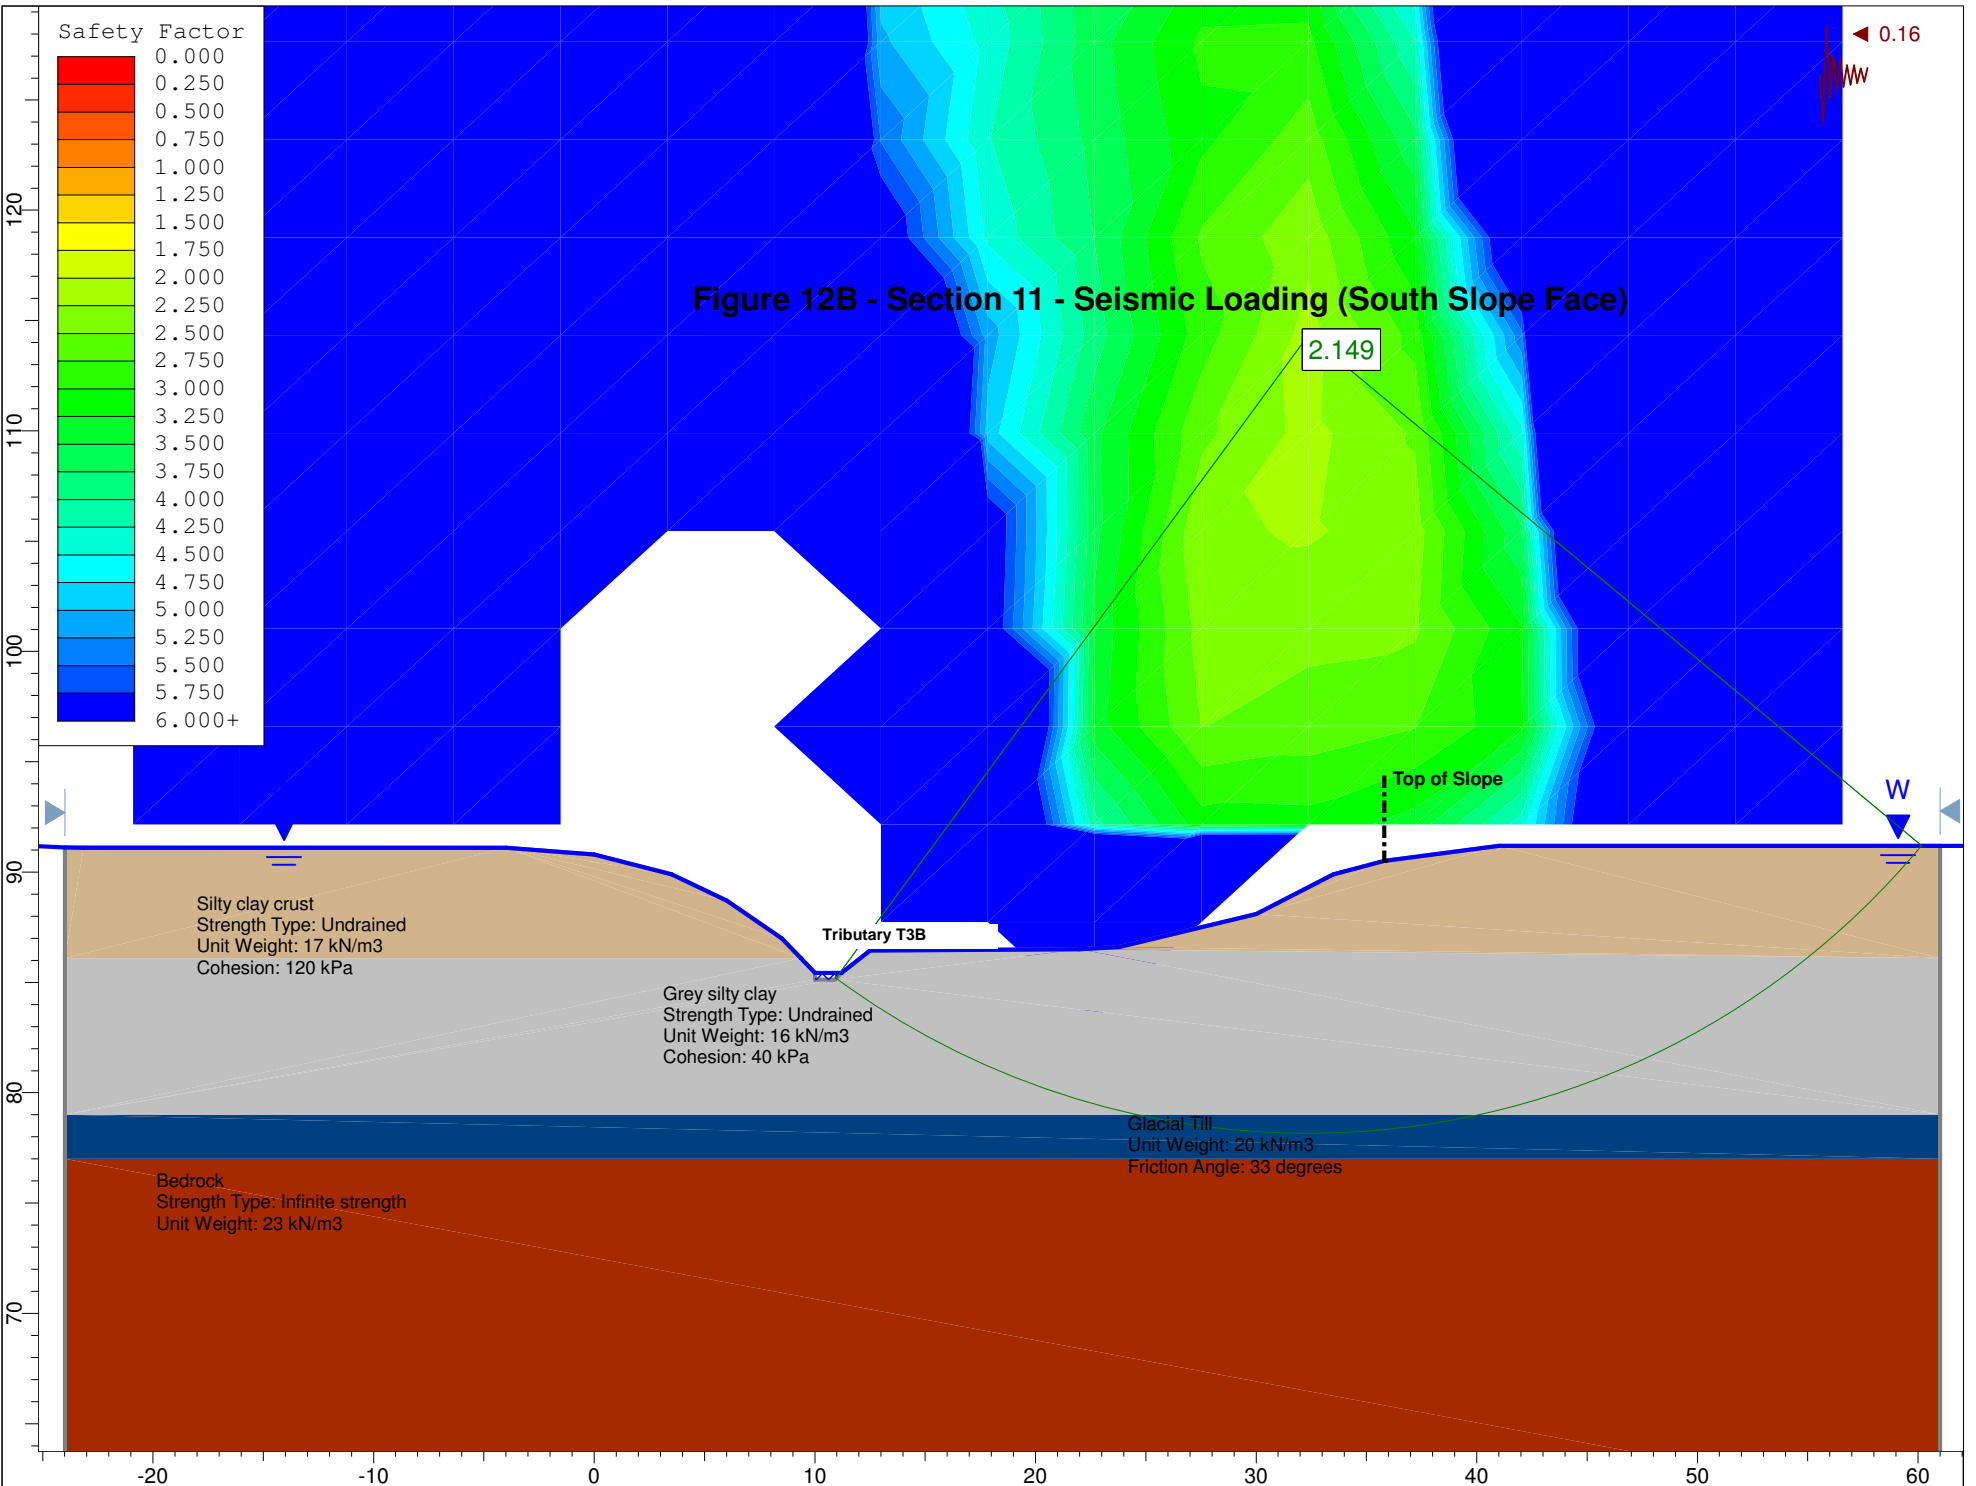 Safety Factor
0.000
0.250
0.500
0.750
1.000
1.250
1.500
1.750
2.000
2.250
2.500
2.750
3.000
3.250
3.500
3.750
4.000
4.250
4.500
4.750
5.000
5.250
5.500
5.750
6.000+
0.16
Figure 12B - Section 11 - Seismic Loading (South Slope Face)
2.149
Top of Slope
W
Tributary T3B
Silty clay crust
Strength Type: Undrained
Unit Weight: 17 kN/m3
Cohesion: 120 kPa
Grey silty clay
Strength Type: Undrained
Unit Weight: 16 kN/m3
Cohesion: 40 kPa
Glacial Till
Unit Weight: 20 kN/m3
Friction Angle: 33 degrees
Bedrock
Strength Type: Infinite strength
Unit Weight: 23 kN/m3
120
110
100
90
80
70
-20
-10
0
10
20
30
40
50
60